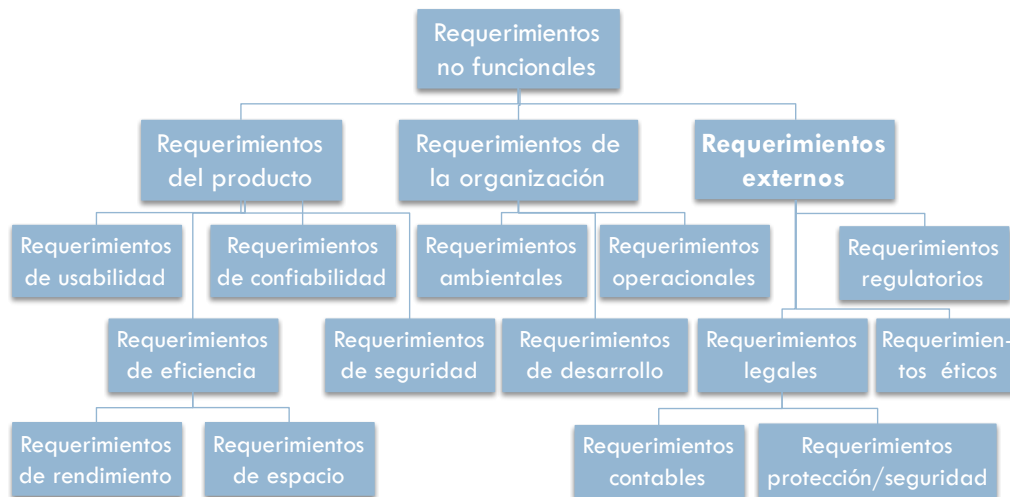 Requerimientos
no funcionales
Requerimientos
del producto
Requerimientos de
la organización
Requerimientos
externos
Requerimientos
de usabilidad
Requerimientos
de confiabilidad
Requerimientos
ambientales
Requerimientos
operacionales
Requerimientos
regulatorios
Requerimientos
de eficiencia
Requerimientos
de seguridad
Requerimientos
de desarrollo
Requerimientos
legales
Requerimien-
tos éticos
Requerimientos
de rendimiento
Requerimientos
de espacio
Requerimientos
contables
Requerimientos
protección/seguridad